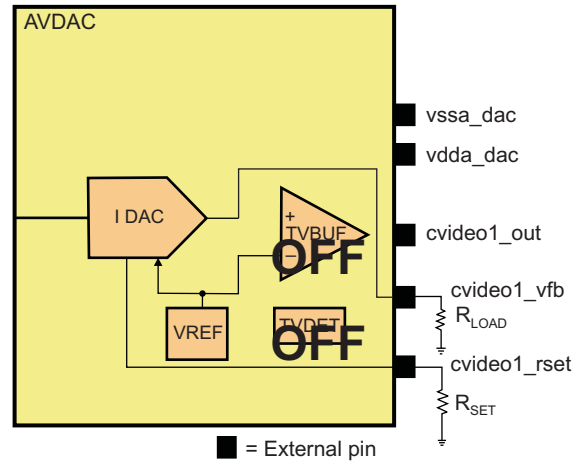 AVDAC
vssa_dac
vdda_dac
I DAC
+
TVBUF
−
OFF
cvideo1_out
cvideo1_vfb
RLOAD
VREF
TVDET
OFF
cvideo1_rset
RSET
= External pin